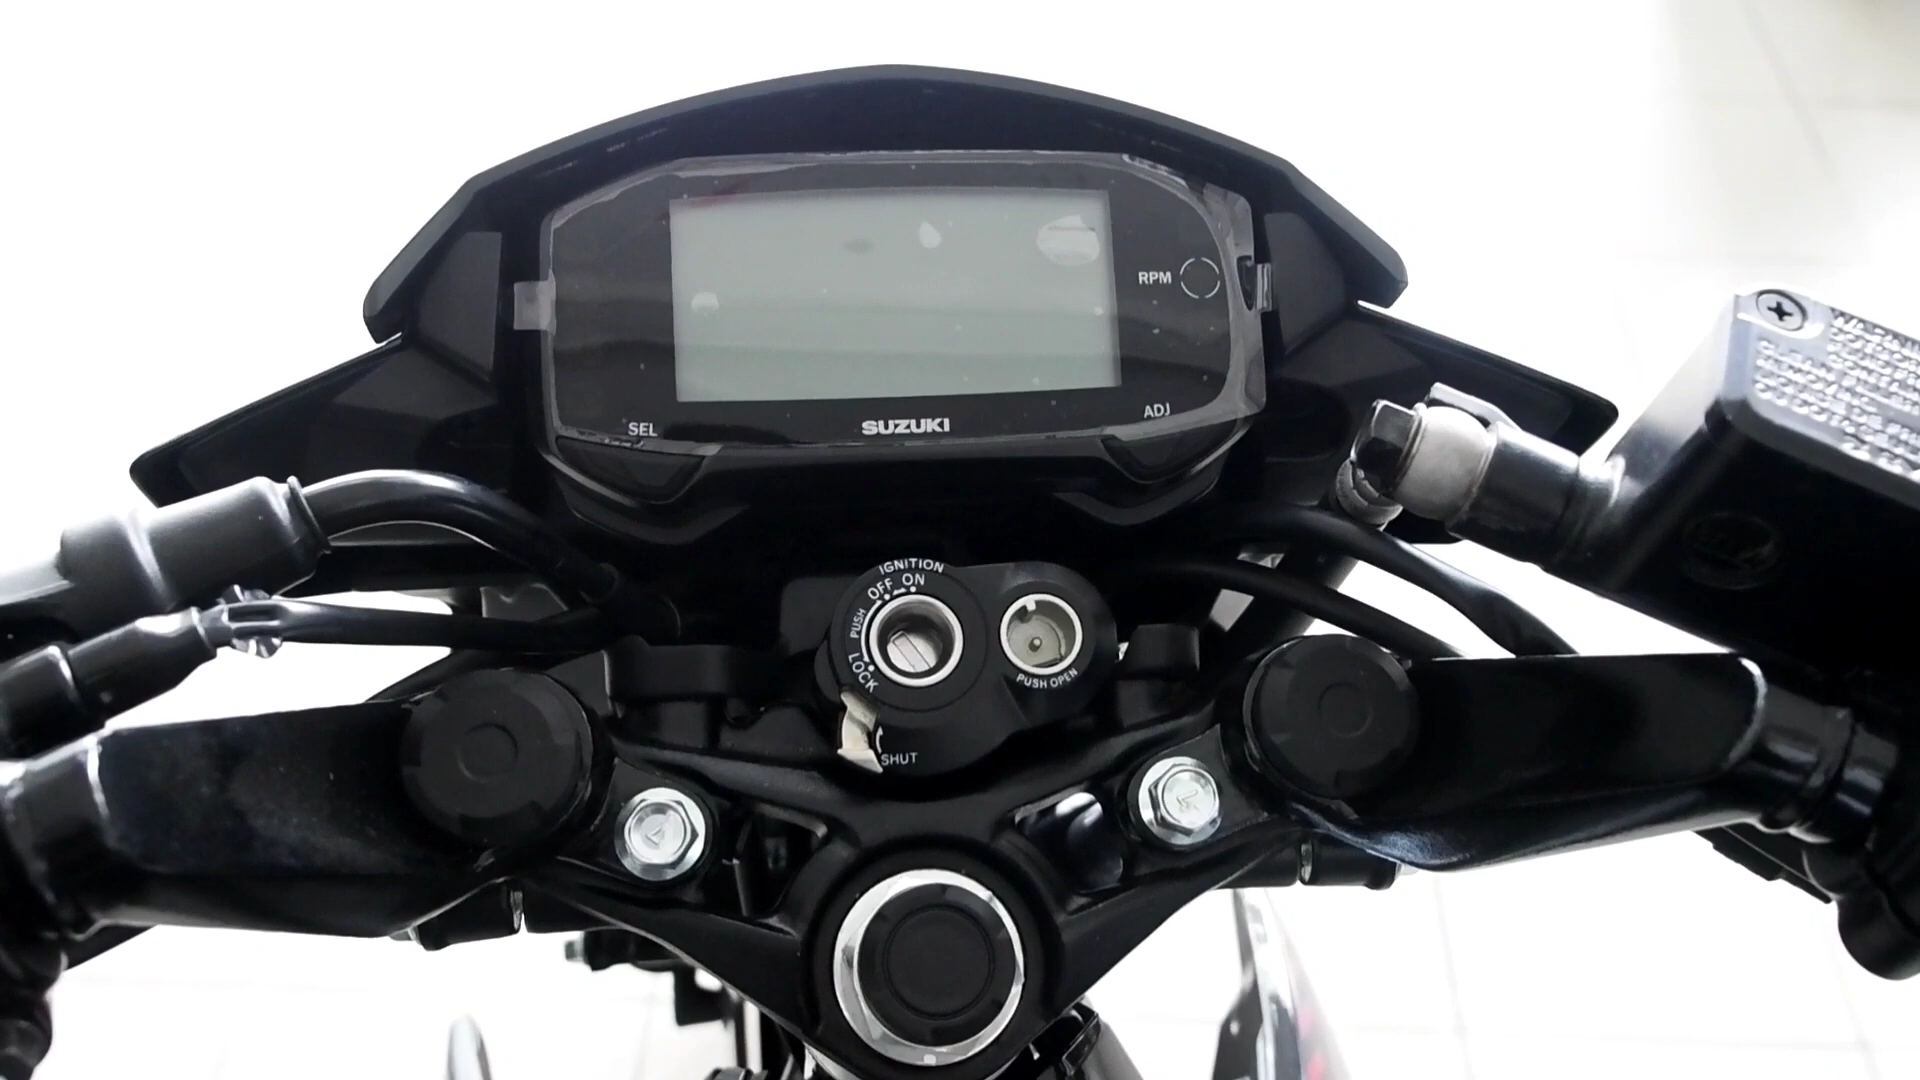 RPM
SEL
SUZUKI
ADJ
IGNITION
OFF ON
PUSH
LOCK
PUSH OPEN
SHUT